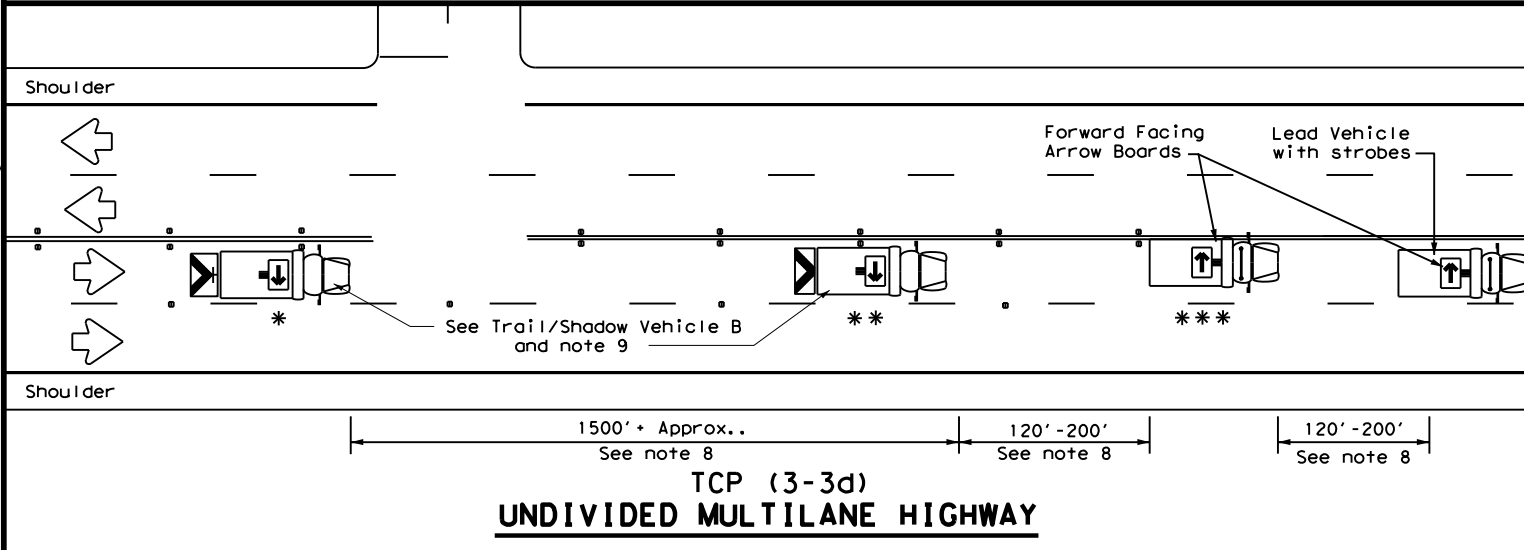 Shoulder
Forward Facing
Arrow Boards
Lead Vehicle
with strobes
*
**
***
See Trail/Shadow Vehicle B
and note 9
Shoulder
1500'+ Approx..
See note 8
120'-200'
See note 8
120'-200'
See note 8
TCP (3-3d)
UNDIVIDED MULTILANE HIGHWAY